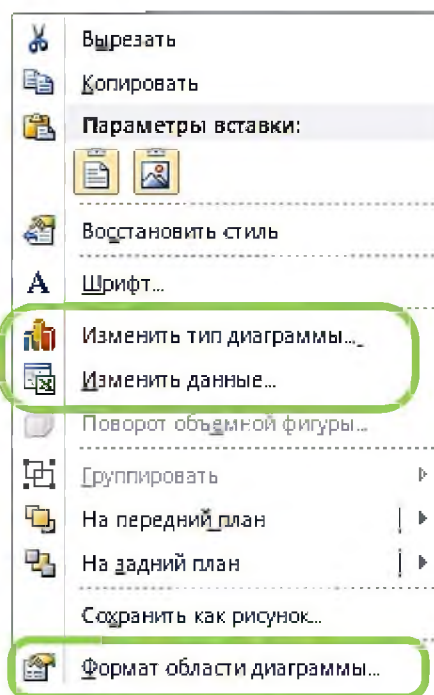 Вырезать
Копировать
Параметры вставки:
Восстановить стиль
Шрифт...
Изменить тип диаграммы...
Изменить данные...
Поворот объемной фигуры...
Группировать
На передний план
На задний план
Сохранить как рисунок...
Формат области диаграммы...